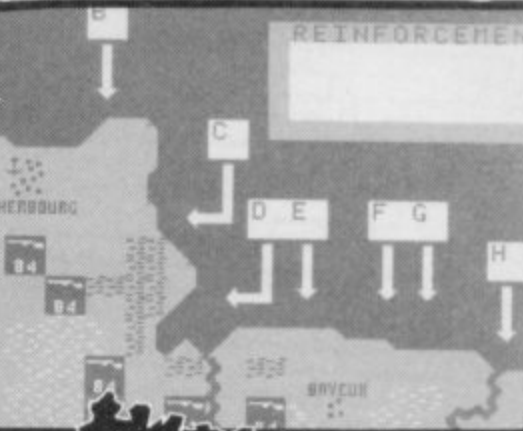 B
REINFORCEMEN
C
HERBOURG
D E
F G
84
H
84
84
BAYEUX